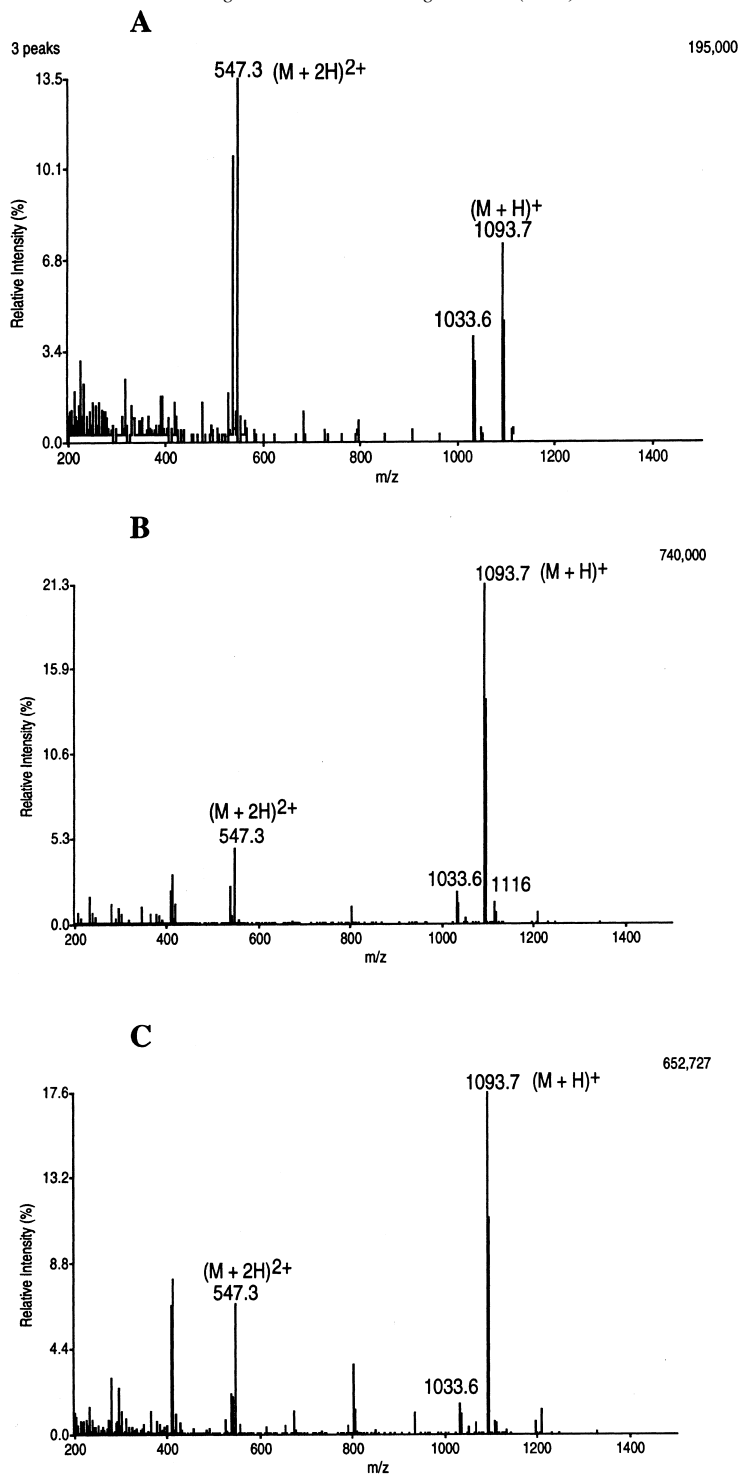 A
3 peaks
195,000
547.3 (M + 2H)2+
13.5
10.1
(M + H)+
1093.7
6.8
1033.6
3.4
0.0
Relative Intensity (%)
200 400 600 800 1000 1200 1400
m/z
B
740,000
1093.7 (M + H)+
21.3
15.9
10.6
(M + 2H)2+
5.3
547.3
1033.6 1116
0.0
Relative Intensity (%)
200 400 600 800 1000 1200 1400
m/z
C
652,727
1093.7 (M + H)+
17.6
13.2
8.8
(M + 2H)2+
547.3
4.4
1033.6
0.0
Relative Intensity (%)
200 400 600 800 1000 1200 1400
m/z